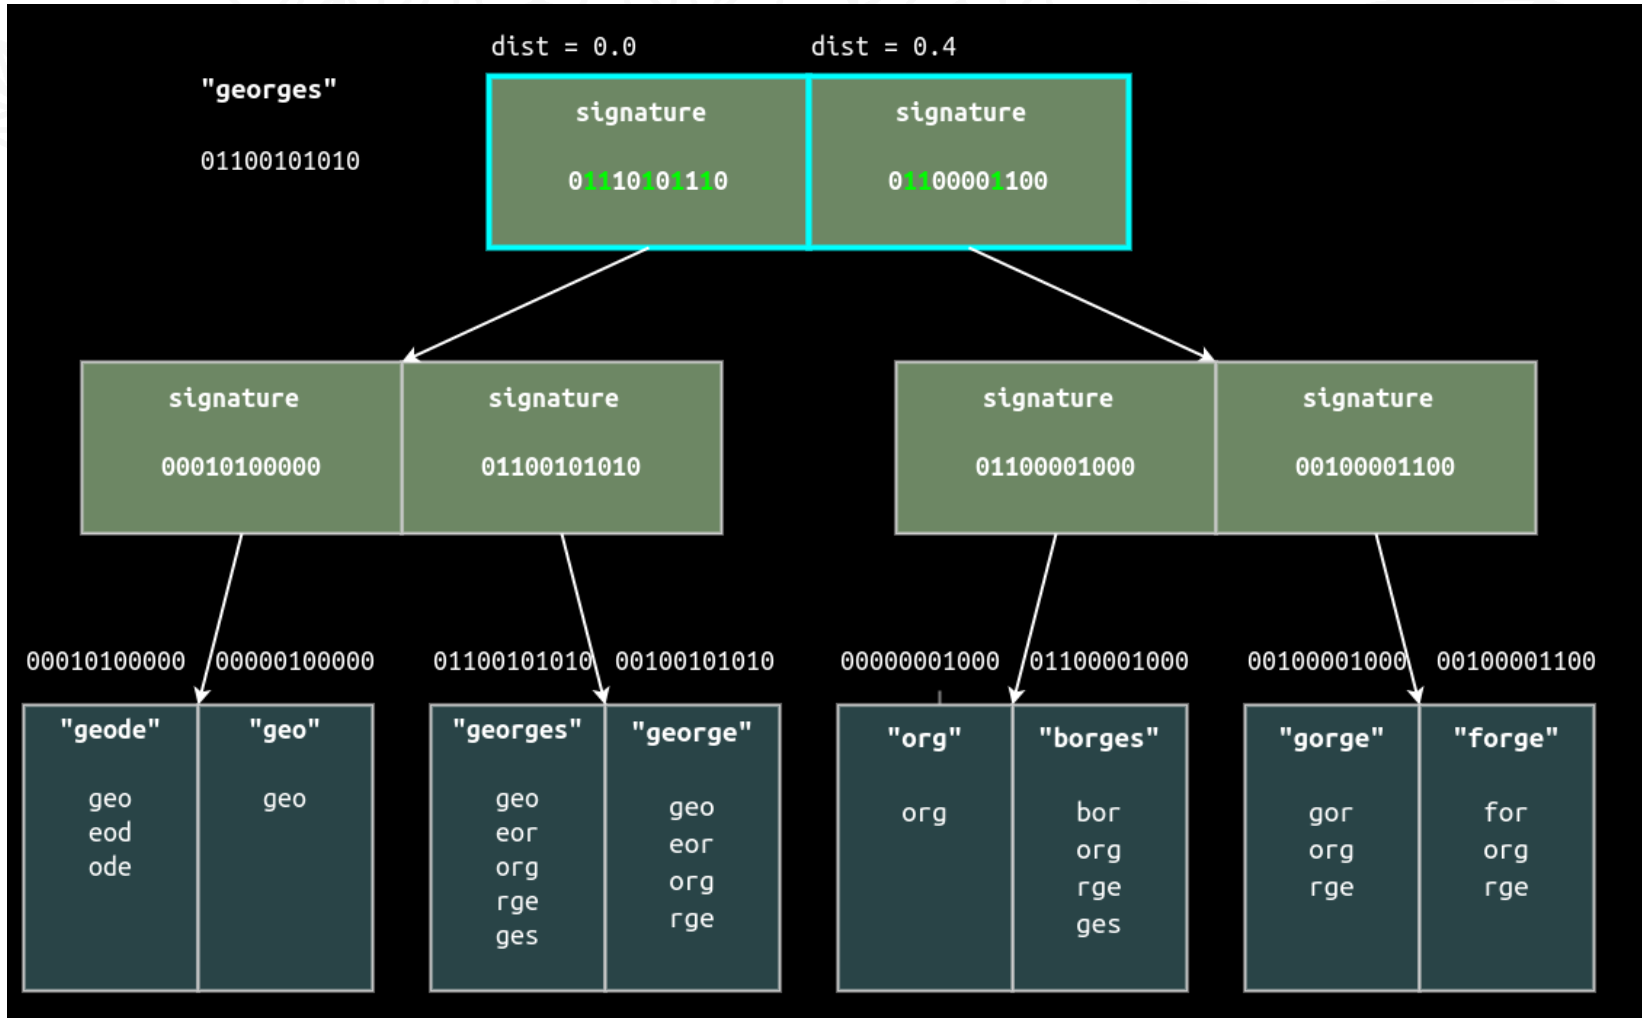 dist = 0.0 dist = 0.4
"georges"
01100101010
signature signature
01110101110 01100001100
signature signature signature signature
00010100000 01100101010 01100001000 00100001100
00010100000 00000100000 01100101010 00100101010 00000001000 01100001000 00100001000 00100001100
"geode" "geo" "georges" "george" "org" "borges" "gorge" "forge"
geo geo geo geo org bor gor for
eod eor eor org org org
ode org org rge rge rge
rge rge ges
ges